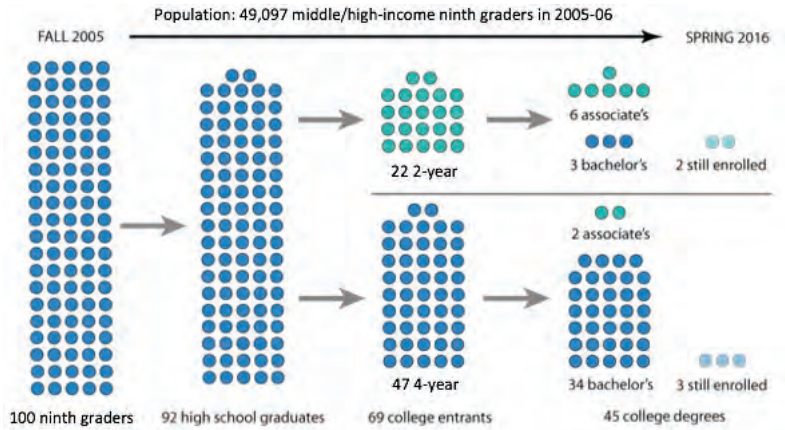 Population: 49,097 middle/high-income ninth graders in 2005-06
FALL 2005
SPRING 2016
6 associate's
3 bachelor's
2 still enrolled
22 2-year
2 associate's
47 4-year
34 bachelor's
3 still enrolled
100 ninth graders
92 high school graduates
69 college entrants
45 college degrees